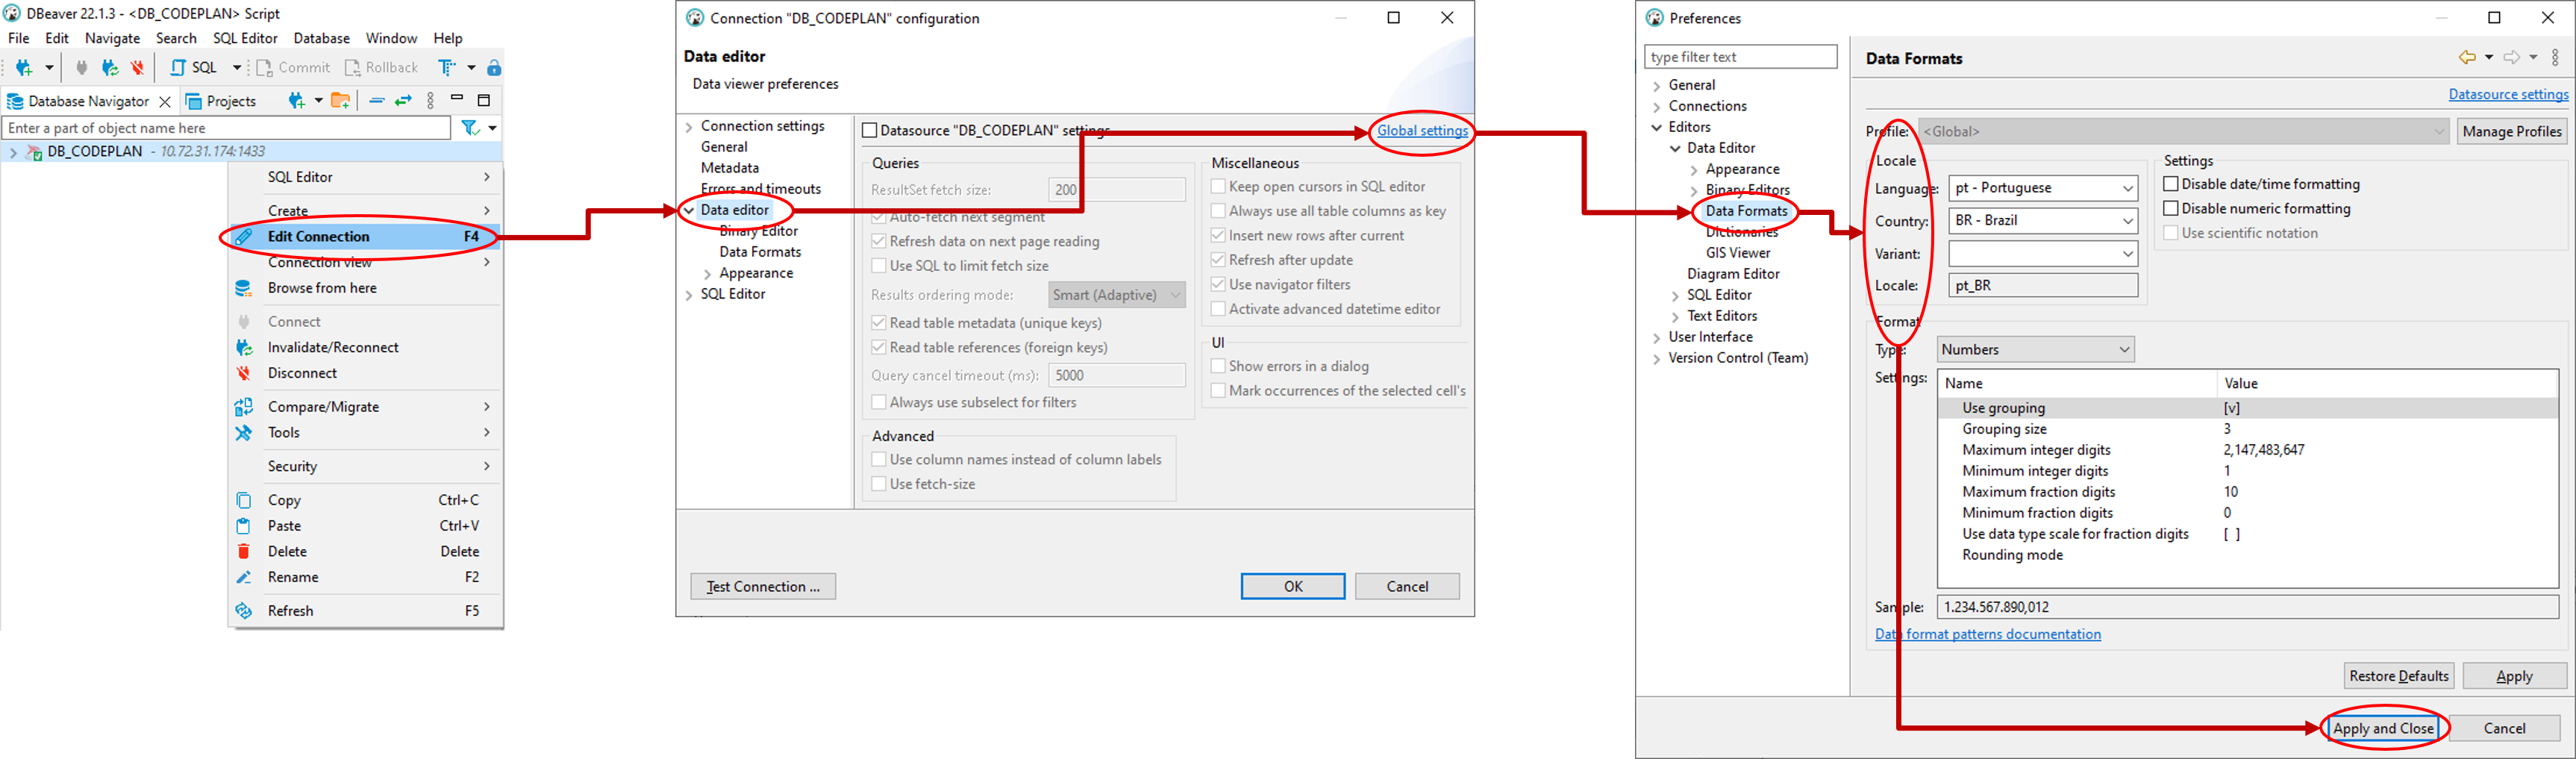 DBeaver 22.1.3 - <DB_CODEPLAN> Script
File Edit Navigate Search SQL Editor Database Window Help
SQL Commit Rollback
Database Navigator Projects
Enter a part of object name here
DB_CODEPLAN - 10.72.31.174:1433
SQL Editor
Create
Edit Connection F4
Connection view
Browse from here
Connect
Invalidate/Reconnect
Disconnect
Compare/Migrate
Tools
Security
Copy Ctrl+C
Paste Ctrl+V
Delete Delete
Rename F2
Refresh F5
Connection "DB_CODEPLAN" configuration
Data editor
Data viewer preferences
Connection settings
General
Metadata
Errors and timeouts
Data editor
Binary Editor
Data Formats
Appearance
SQL Editor
Datasource "DB_CODEPLAN" settings
Global settings
Queries
ResultSet fetch size: 200
Auto-fetch next segment
Refresh data on next page reading
Use SQL to limit fetch size
Results ordering mode: Smart (Adaptive)
Read table metadata (unique keys)
Read table references (foreign keys)
Query cancel timeout (ms): 5000
Always use subselect for filters
Miscellaneous
Keep open cursors in SQL editor
Always use all table columns as key
Insert new rows after current
Refresh after update
Use navigator filters
Activate advanced datetime editor
UI
Show errors in a dialog
Mark occurrences of the selected cell's
Advanced
Use column names instead of column labels
Use fetch-size
Test Connection ...
OK
Cancel
Preferences
type filter text
General
Connections
Editors
Data Editor
Appearance
Binary Editors
Data Formats
Dictionaries
GIS Viewer
Diagram Editor
SQL Editor
Text Editors
User Interface
Version Control (Team)
Data Formats
Datasource settings
Profile: <Global> Manage Profiles
Locale
Language: pt - Portuguese
Country: BR - Brazil
Variant:
Locale: pt_BR
Settings
Disable date/time formatting
Disable numeric formatting
Use scientific notation
Format
Type: Numbers
Settings:
Name Value
Use grouping [v]
Grouping size 3
Maximum integer digits 2,147,483,647
Minimum integer digits 1
Maximum fraction digits 10
Minimum fraction digits 0
Use data type scale for fraction digits [ ]
Rounding mode
Sample: 1.234.567.890,012
Data format patterns documentation
Restore Defaults
Apply
Apply and Close
Cancel